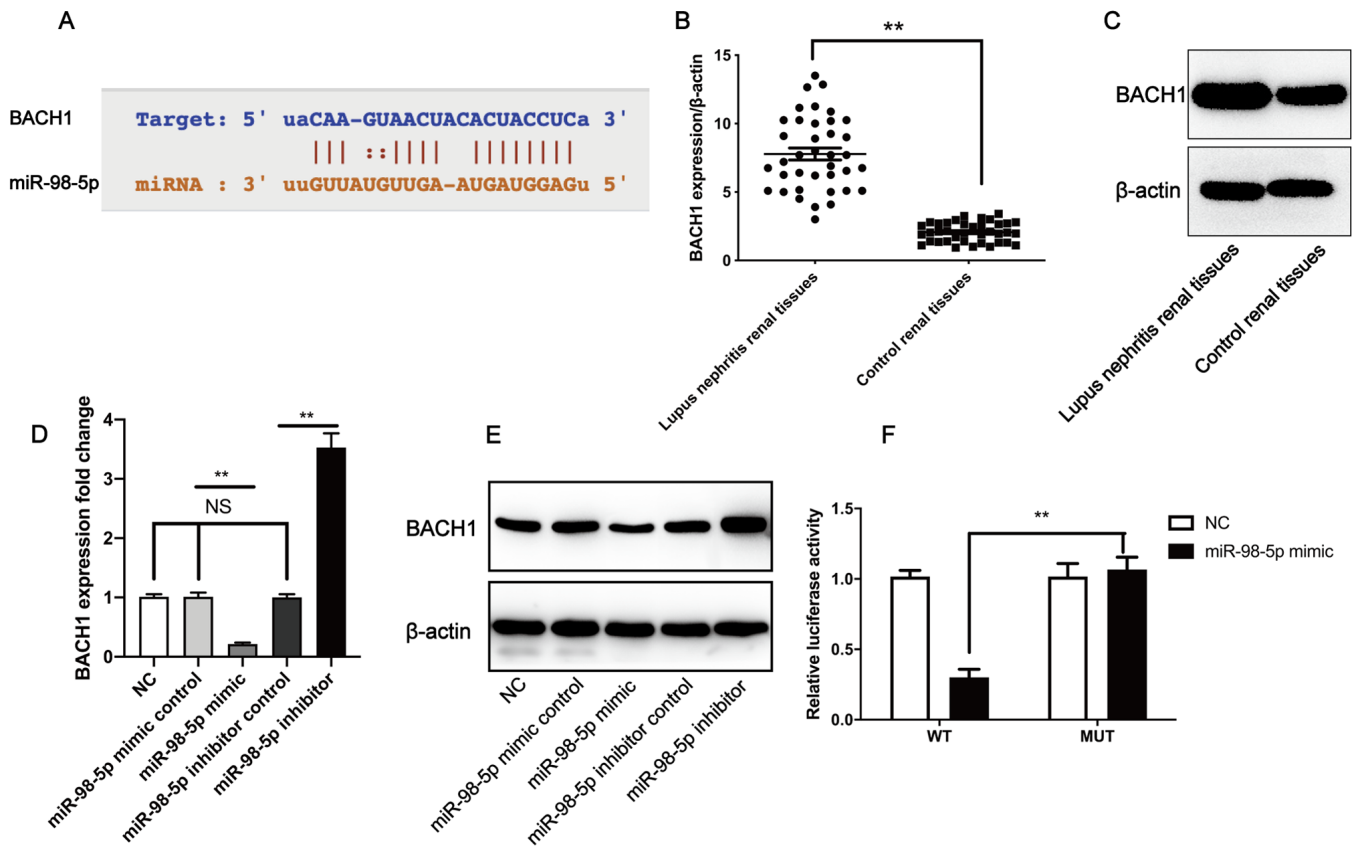 A
BACH1
Target: 5' uaCAA-GUAACUACACUACCUCa 3'
||| ::|||| ||||||||
miR-98-5p
miRNA : 3' uuGUUAUGUUGA-AUGAUGGAGu 5'
B
**
BACH1 expression/β-actin
15
10
5
0
Lupus nephritis renal tissues
Control renal tissues
C
BACH1
β-actin
Lupus nephritis renal tissues
Control renal tissues
D
BACH1 expression fold change
4
3
2
1
0
**
**
NS
NC
miR-98-5p mimic control
miR-98-5p mimic
miR-98-5p inhibitor control
miR-98-5p inhibitor
E
BACH1
β-actin
NC
miR-98-5p mimic control
miR-98-5p mimic
miR-98-5p inhibitor control
miR-98-5p inhibitor
F
Relative luciferase activity
1.5
1.0
0.5
0.0
**
WT
MUT
NC
miR-98-5p mimic